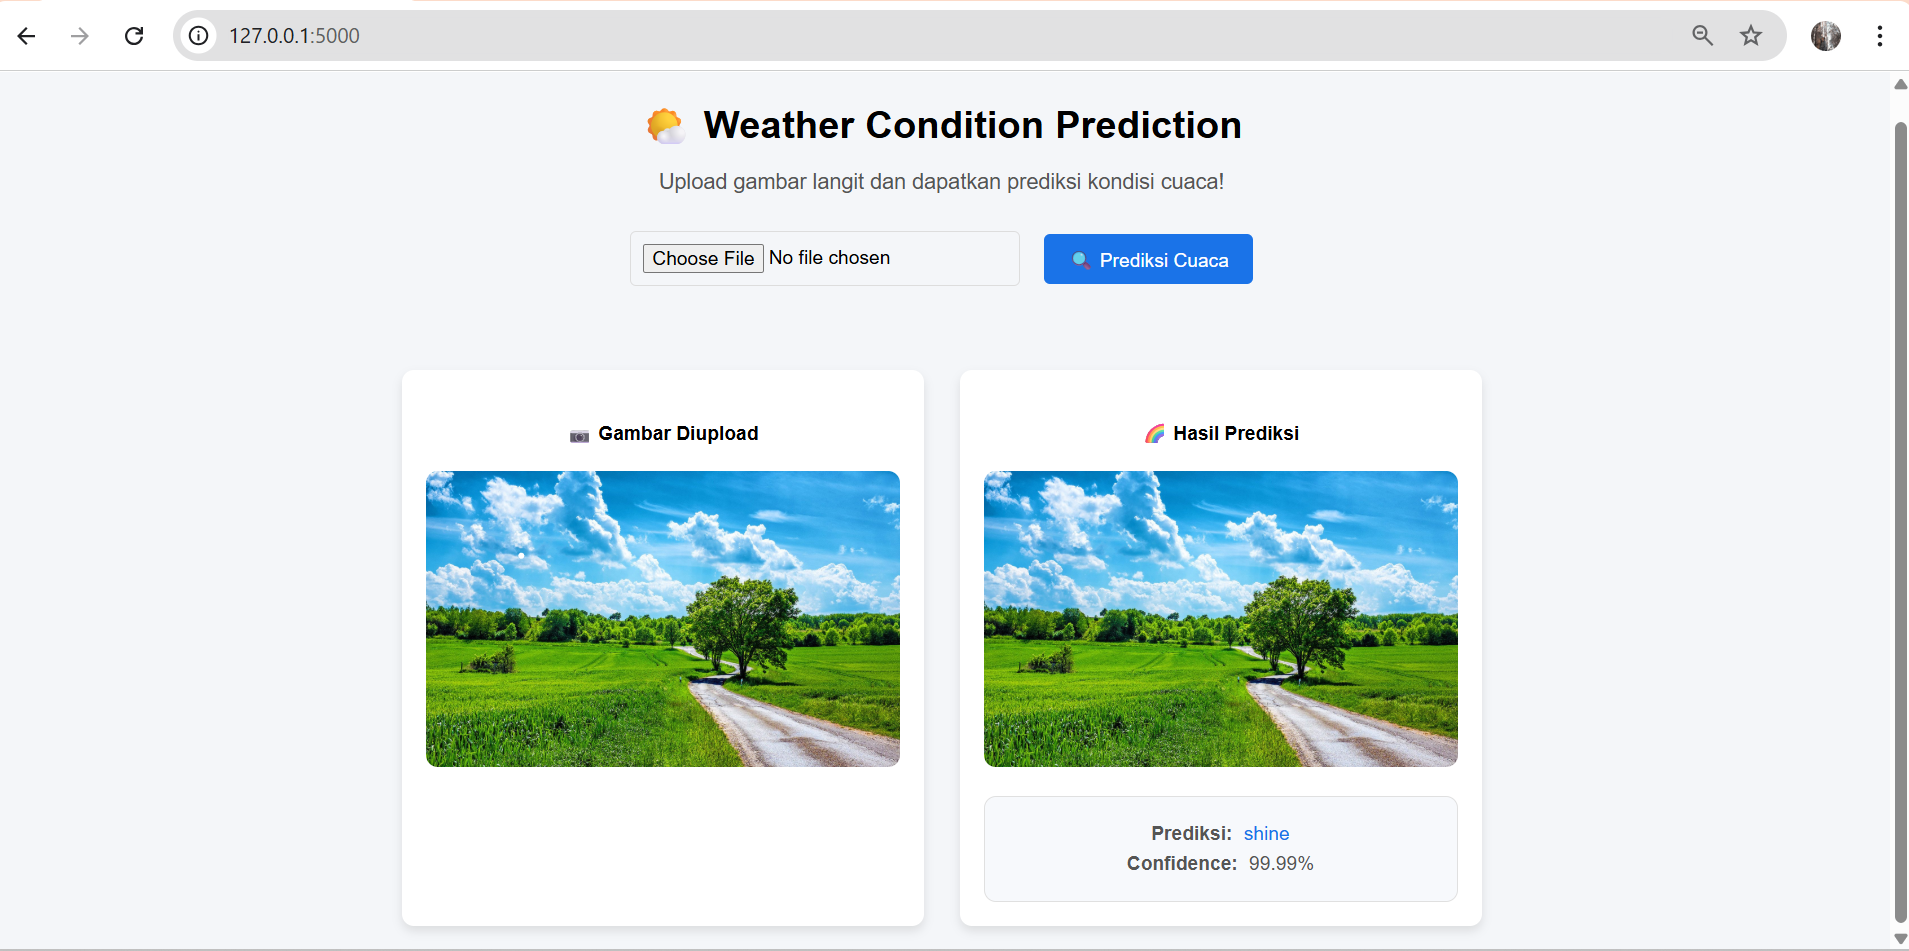 127.0.0.1:5000
Weather Condition Prediction
Upload gambar langit dan dapatkan prediksi kondisi cuaca!
Choose File No file chosen
Prediksi Cuaca
Gambar Diupload
Hasil Prediksi
Prediksi: shine
Confidence: 99.99%